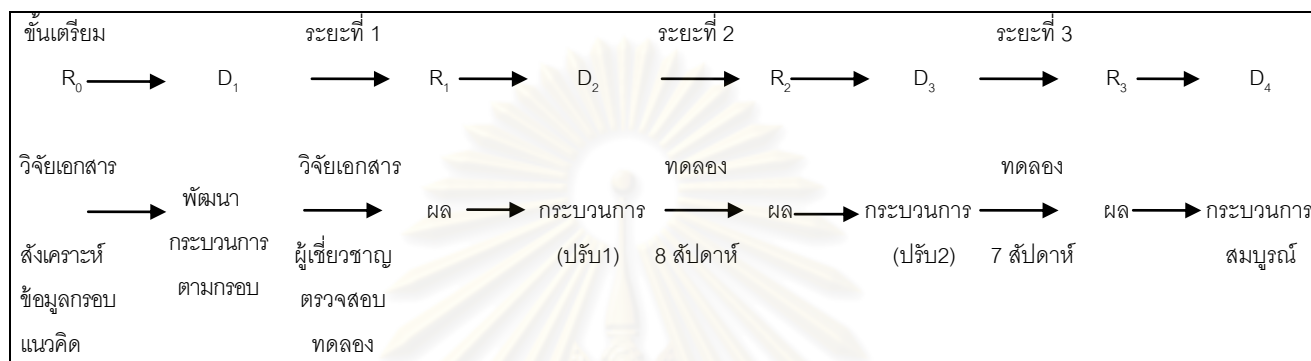 ขั้นเตรียม ระยะที่ 1 ระยะที่ 2 ระยะที่ 3
R0 D1 R1 D2 R2 D3 R3 D4
วิจัยเอกสาร วิจัยเอกสาร ทดลอง ทดลอง
พัฒนา ผล กระบวนการ ผล กระบวนการ ผล กระบวนการ
สังเคราะห์ กระบวนการ ผู้เชี่ยวชาญ (ปรับ1) 8 สัปดาห์ (ปรับ2) 7 สัปดาห์ สมบูรณ์
ข้อมูลกรอบ ตามกรอบ ตรวจสอบ
แนวคิด ทดลอง